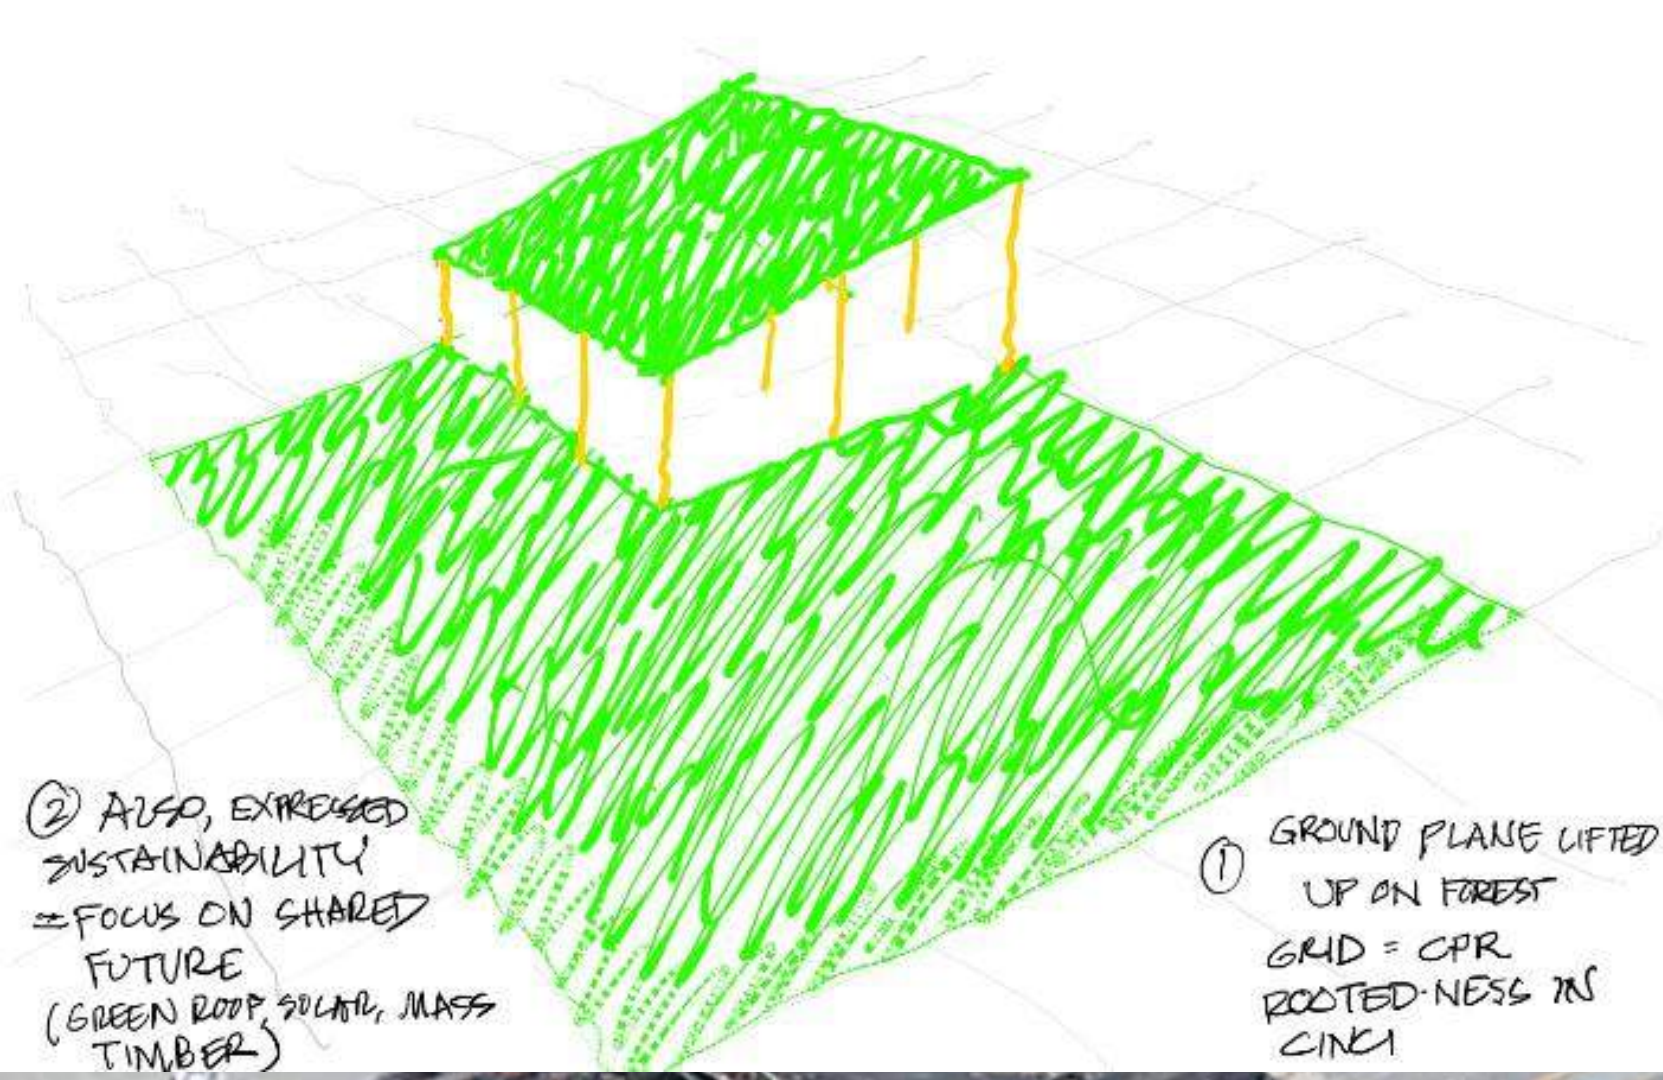 ② ALSO, EXPRESSED
SUSTAINABILITY
= FOCUS ON SHARED
FUTURE
(GREEN ROOF, SOLAR, MASS
TIMBER)
① GROUND PLANE LIFTED
UP ON FOREST
GRID = CPR
ROOTED-NESS IN
CINCI